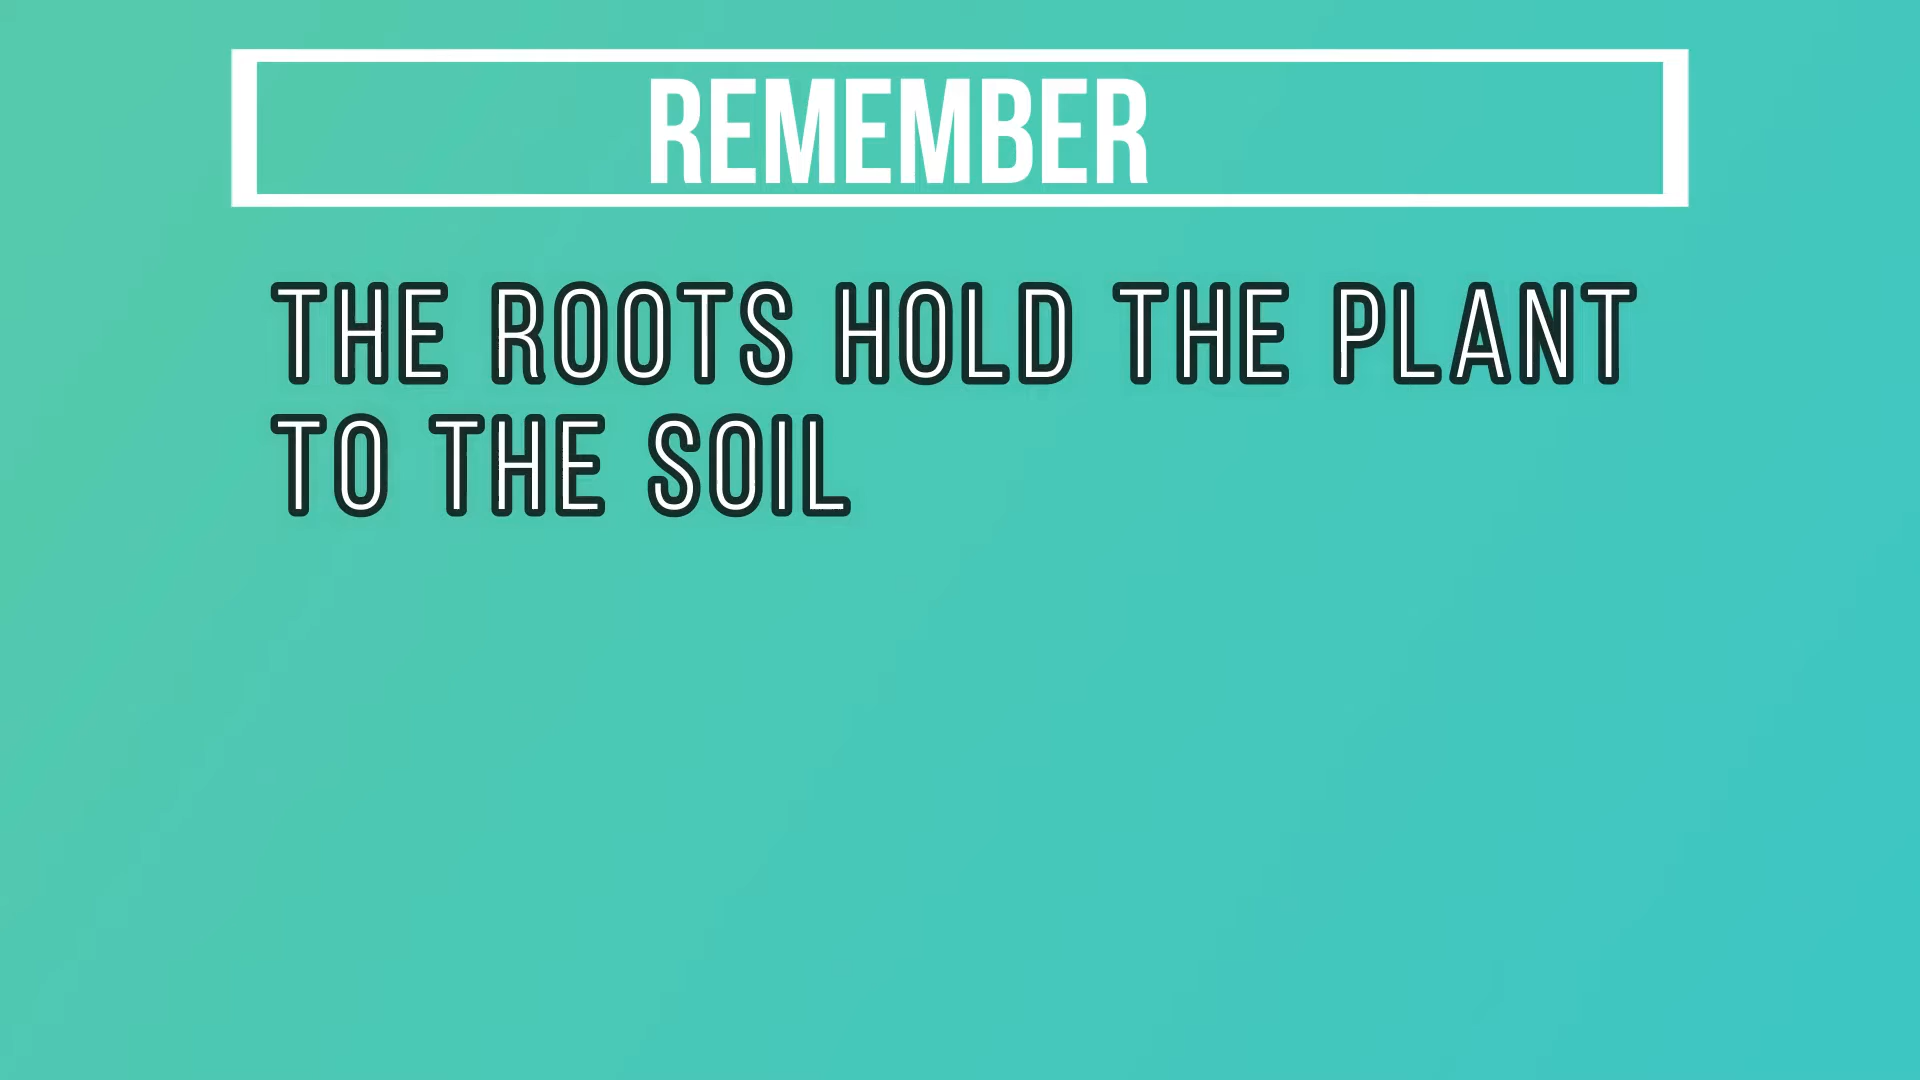 REMEMBER
THE ROOTS HOLD THE PLANT
TO THE SOIL